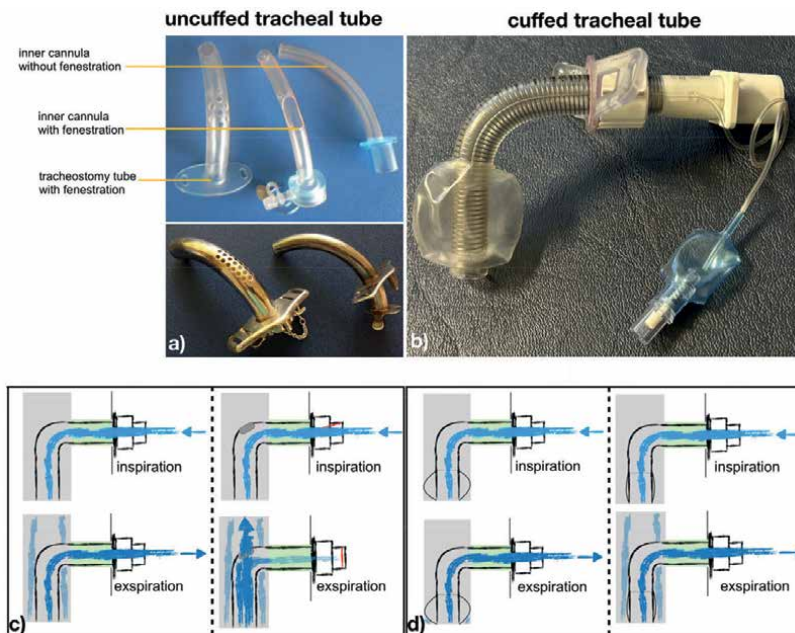 uncuffed tracheal tube
cuffed tracheal tube
inner cannula
without fenestration
inner cannula
with fenestration
tracheostomy tube
with fenestration
a)
b)
inspiration
inspiration
inspiration
inspiration
exspiration
exspiration
exspiration
exspiration
c)
d)